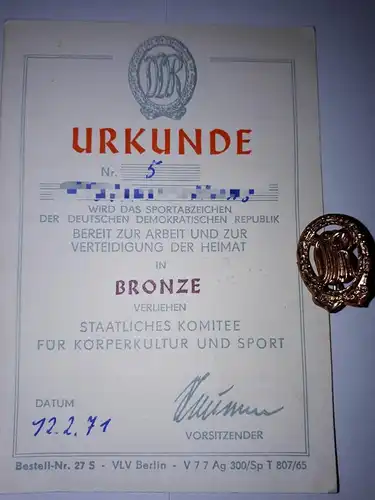 DDR
URKUNDE
Nr. 5
WIRD DAS SPORTABZEICHEN
DER DEUTSCHEN DEMOKRATISCHEN REPUBLIK
BEREIT ZUR ARBEIT UND ZUR
VERTEIDIGUNG DER HEIMAT
IN
BRONZE
VERLIEHEN
STAATLICHES KOMITEE
FÜR KÖRPERKULTUR UND SPORT
DATUM
12.2.71
VORSITZENDER
Bestell-Nr. 27 S - VLV Berlin - V 7 7 Ag 300/Sp T 807/65
DDR